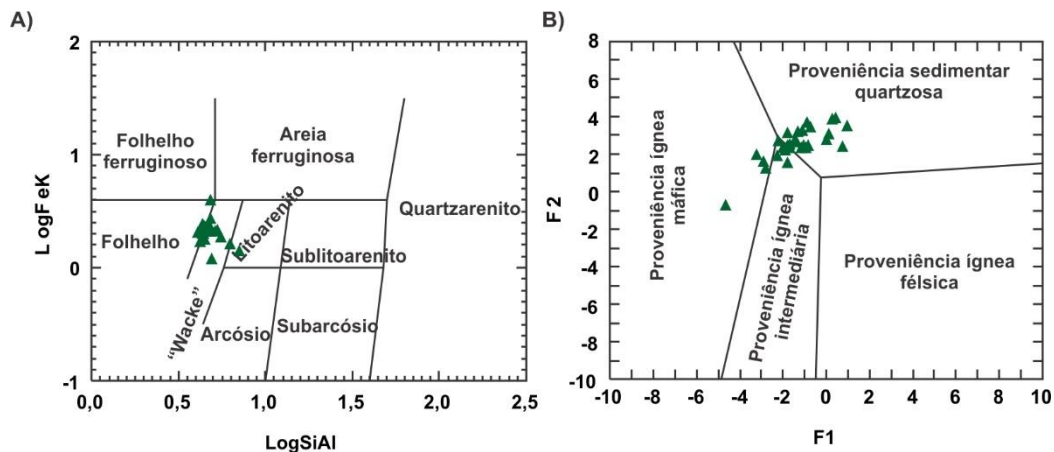 A)
2
1
0
-1
LogF eK
0,0
0,5
1,0
1,5
2,0
2,5
LogSiAl
Folhelho
ferruginoso
Areia
ferruginosa
Folhelho
Litoarenito
Quartzarenito
Sublitoarenito
“Wacke”
Arcósio
Subarcósio
B)
8
6
4
2
0
-2
-4
-6
-8
-10
F 2
-10
-8
-6
-4
-2
0
2
4
6
8
10
F1
Proveniência sedimentar
quartzosa
Proveniência ígnea
máfica
Proveniência ígnea
intermediária
Proveniência ígnea
félsica